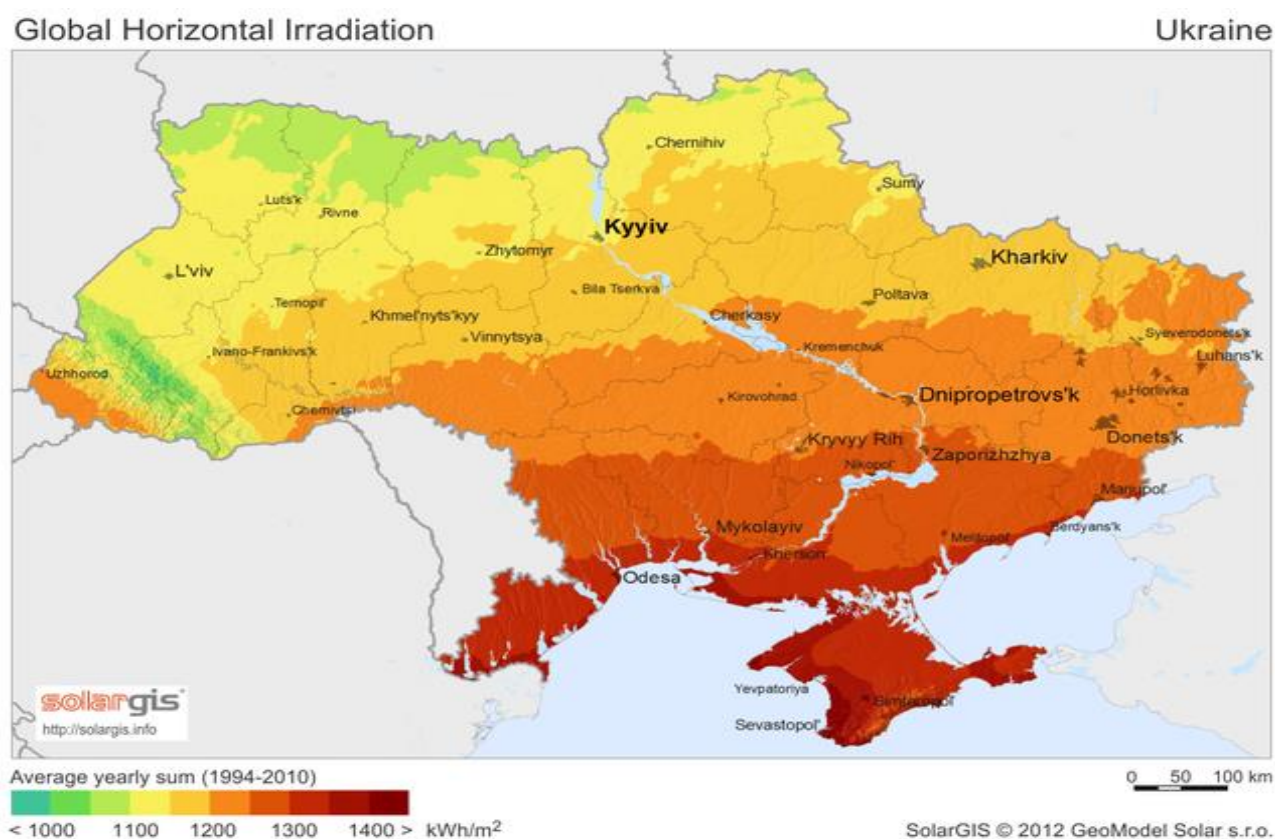 Global Horizontal Irradiation
Ukraine
Chernihiv
Sumy
Luts'k
Rivne
Kyyiv
Zhytomyr
Kharkiv
L'viv
Bila Tserkva
Poltava
Ternopil'
Khmel'nyts'kyy
Cherkasy
Vinnytsya
Syeverodonets'k
Ivano-Frankivs'k
Kremenchuk
Luhans'k
Uzhhorod
Kirovohrad
Dnipropetrovs'k
Horlivka
Chernivtsi
Donets'k
Kryvyy Rih
Zaporizhzhya
Nikopol'
Mariupol'
Mykolayiv
Berdyans'k
Melitopol'
Kherson
Odesa
Yevpatoriya
Simferopol'
Sevastopol'
solargis
http://solargis.info
Average yearly sum (1994-2010)
0 50 100 km
< 1000 1100 1200 1300 1400 > kWh/m²
SolarGIS © 2012 GeoModel Solar s.r.o.